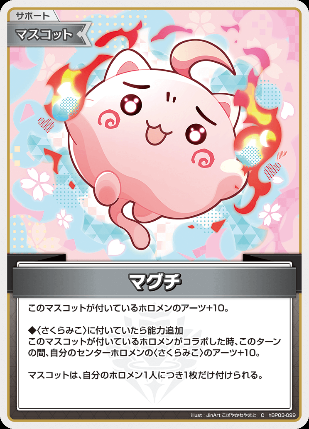 サポート
マスコット
マグチ
このマスコットが付いているホロメンのアーツ+10。
◆〈さくらみこ〉に付いていたら能力追加
このマスコットが付いているホロメンがコラボした時、このターン
の間、自分のセンターホロメンの〈さくらみこ〉のアーツ+10。
マスコットは、自分のホロメン1人につき1枚だけ付けられる。
C hBP03-099